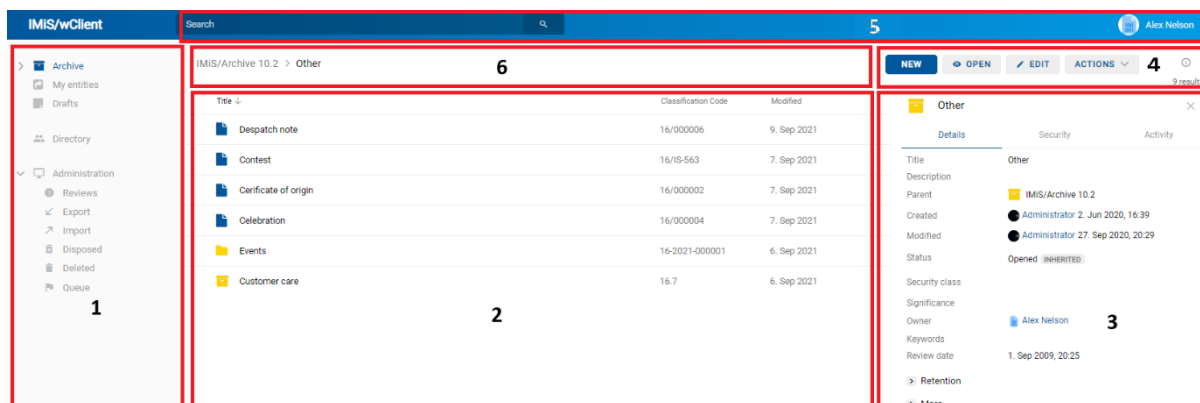 IMiS/wClient
Search
5
Alex Nelson
Archive
My entities
Drafts
Directory
Administration
Reviews
Export
Import
Disposed
Deleted
Queue
1
IMiS/Archive 10.2 > Other
6
NEW OPEN EDIT ACTIONS 4
9 result
Title Classification Code Modified
Despatch note 16/000006 9. Sep 2021
Contest 16/IS-563 7. Sep 2021
Cerificate of origin 16/000002 7. Sep 2021
Celebration 16/000004 7. Sep 2021
Events 16-2021-000001 6. Sep 2021
Customer care 16.7 6. Sep 2021
2
Other
Details Security Activity
Title Other
Description
Parent IMiS/Archive 10.2
Created Administrator 2. Jun 2020, 16:39
Modified Administrator 27. Sep 2020, 20:29
Status Opened INHERITED
Security class
Significance
Owner Alex Nelson
3
Keywords
Review date 1. Sep 2009, 20:25
Retention
More